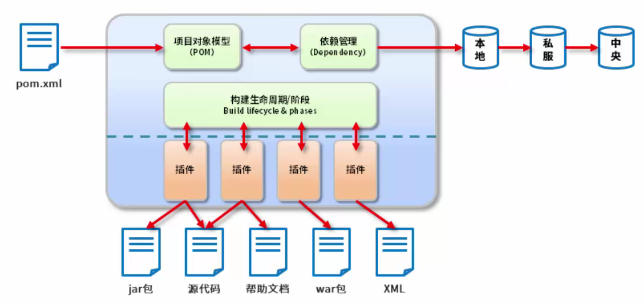 pom.xml
项目对象模型
(POM)
依赖管理
(Dependency)
本地
私服
中央
构建生命周期/阶段
Build lifecycle & phases
插件
插件
插件
插件
jar包
源代码
帮助文档
war包
XML